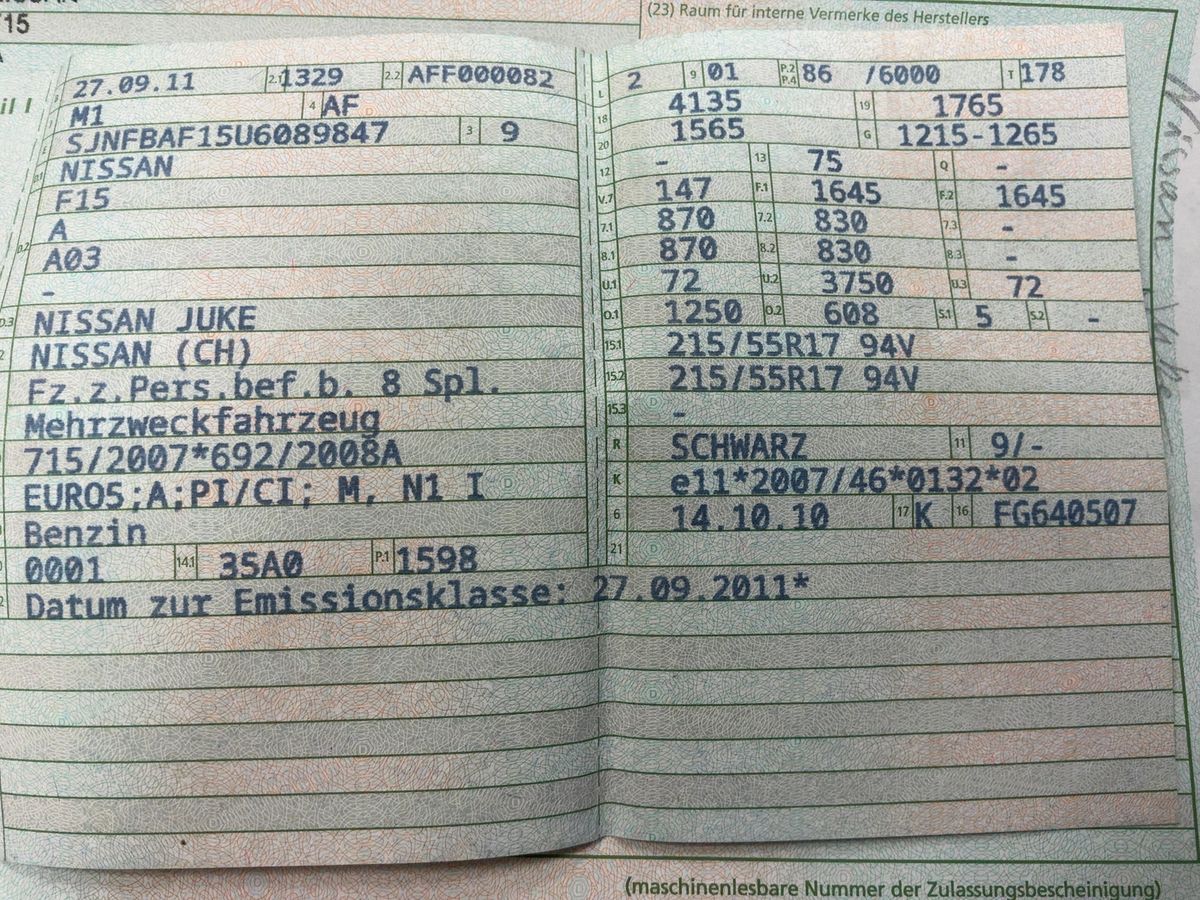 15
(23) Raum für interne Vermerke des Herstellers
il I
27.09.11 2.1 1329 2.2 AFF000082
M1 4 AF
SJNFBAF15U6089847 3 9
NISSAN
F15
A
D.2 A03
-
D.3 NISSAN JUKE
2 NISSAN (CH)
Fz.z.Pers.bef.b. 8 Spl.
Mehrzweckfahrzeug
715/2007*692/2008A
EURO5;A;PI/CI; M, N1 I
Benzin
0001 14.1 35A0 P.1 1598
Datum zur Emissionsklasse: 27.09.2011*
L 2 9 01 P.2 P.4 86 /6000 T 178
18 4135 19 1765
20 1565 G 1215-1265
12 - 13 75 Q -
V.7 147 F.1 1645 F.2 1645
7.1 870 7.2 830 7.3 -
8.1 870 8.2 830 8.3 -
U.1 72 U.2 3750 U.3 72
O.1 1250 O.2 608 S.1 5 S.2 -
15.1 215/55R17 94V
15.2 215/55R17 94V
15.3 -
R SCHWARZ 11 9/-
K e11*2007/46*0132*02
6 14.10.10 17 K 16 FG640507
21
Nissan Juke
(maschinenlesbare Nummer der Zulassungsbescheinigung)